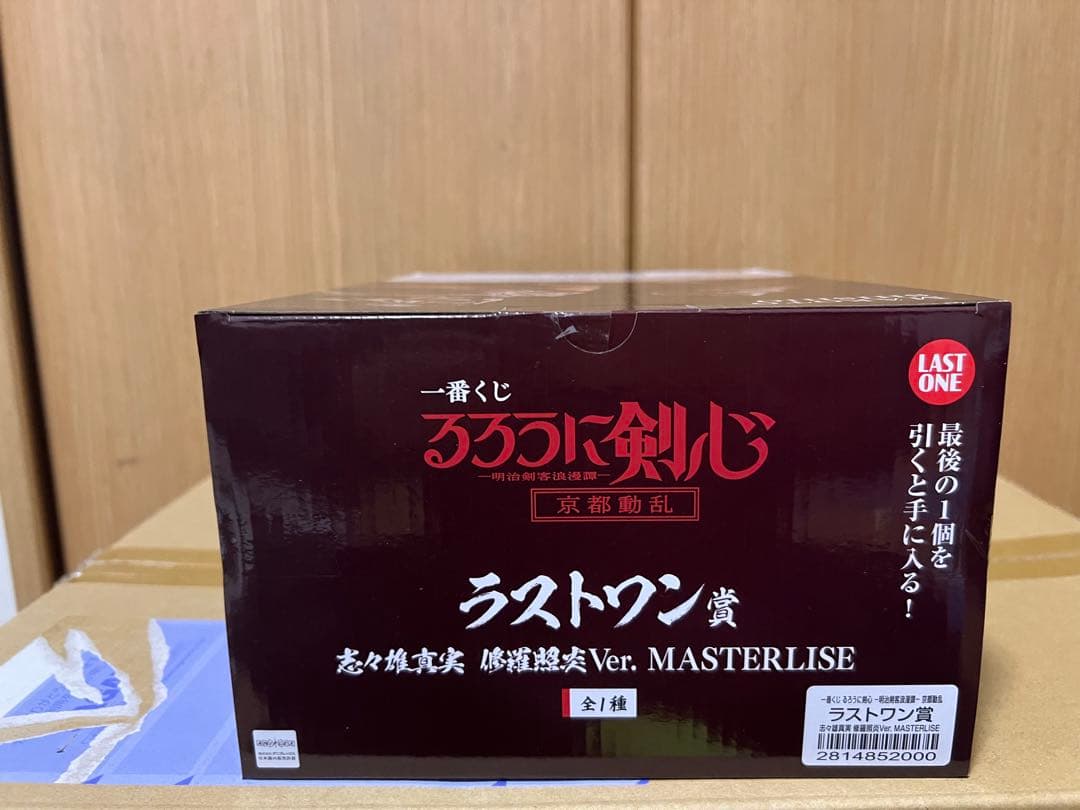 一番くじ
るろうに剣心
―明治剣客浪漫譚―
京都動乱
LAST
ONE
最後の1個を
引くと手に入る!
ラストワン賞
志々雄真実 修羅照炎Ver. MASTERLISE
全1種
一番くじ るろうに剣心 −明治剣客浪漫譚− 京都動乱
ラストワン賞
志々雄真実 修羅照炎Ver. MASTERLISE
2814852000